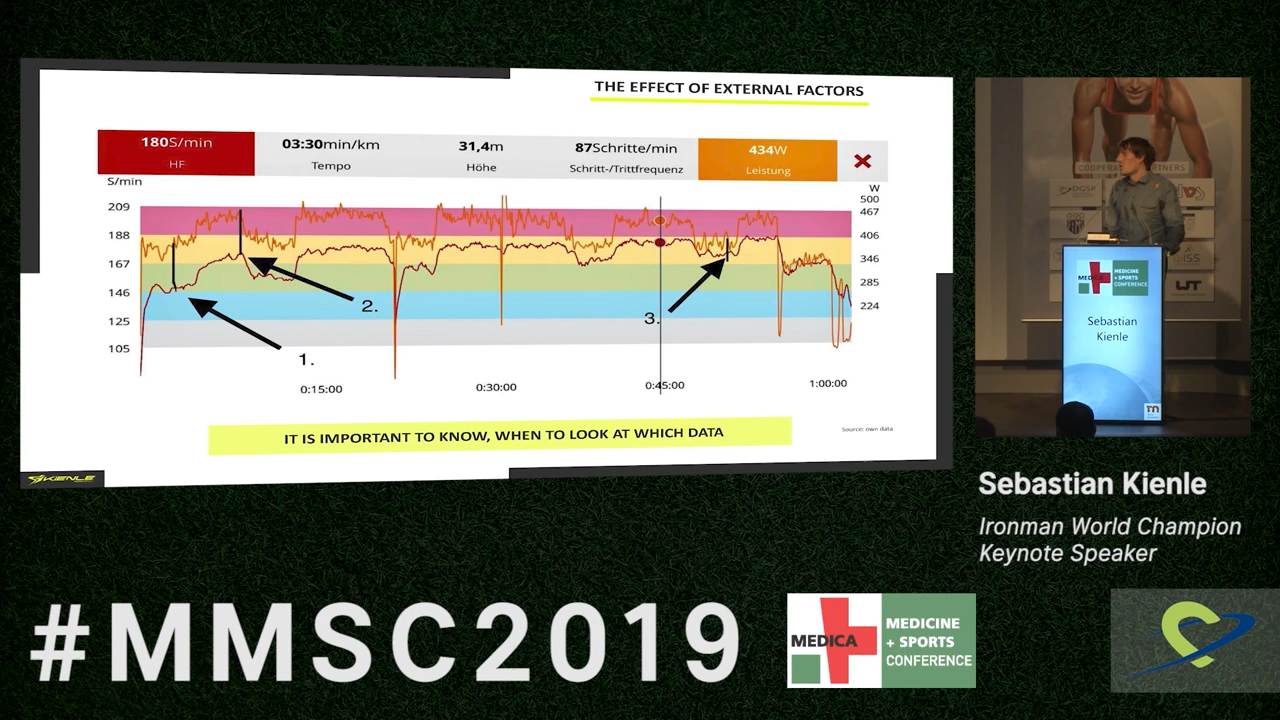 THE EFFECT OF EXTERNAL FACTORS
180S/min
HF
03:30min/km
Tempo
31,4m
Höhe
87Schritte/min
Schritt-/Trittfrequenz
434W
Leistung
S/min
209
188
167
146
125
105
W
500
467
406
346
285
224
1.
2.
3.
0:15:00
0:30:00
0:45:00
1:00:00
IT IS IMPORTANT TO KNOW, WHEN TO LOOK AT WHICH DATA
Source: own data
KIENLE
COOPERATION PARTNERS
DGSP
MEDICA
MEDICINE
+ SPORTS
CONFERENCE
Sebastian
Kienle
Sebastian Kienle
Ironman World Champion
Keynote Speaker
#MMSC2019
MEDICA
MEDICINE
+ SPORTS
CONFERENCE